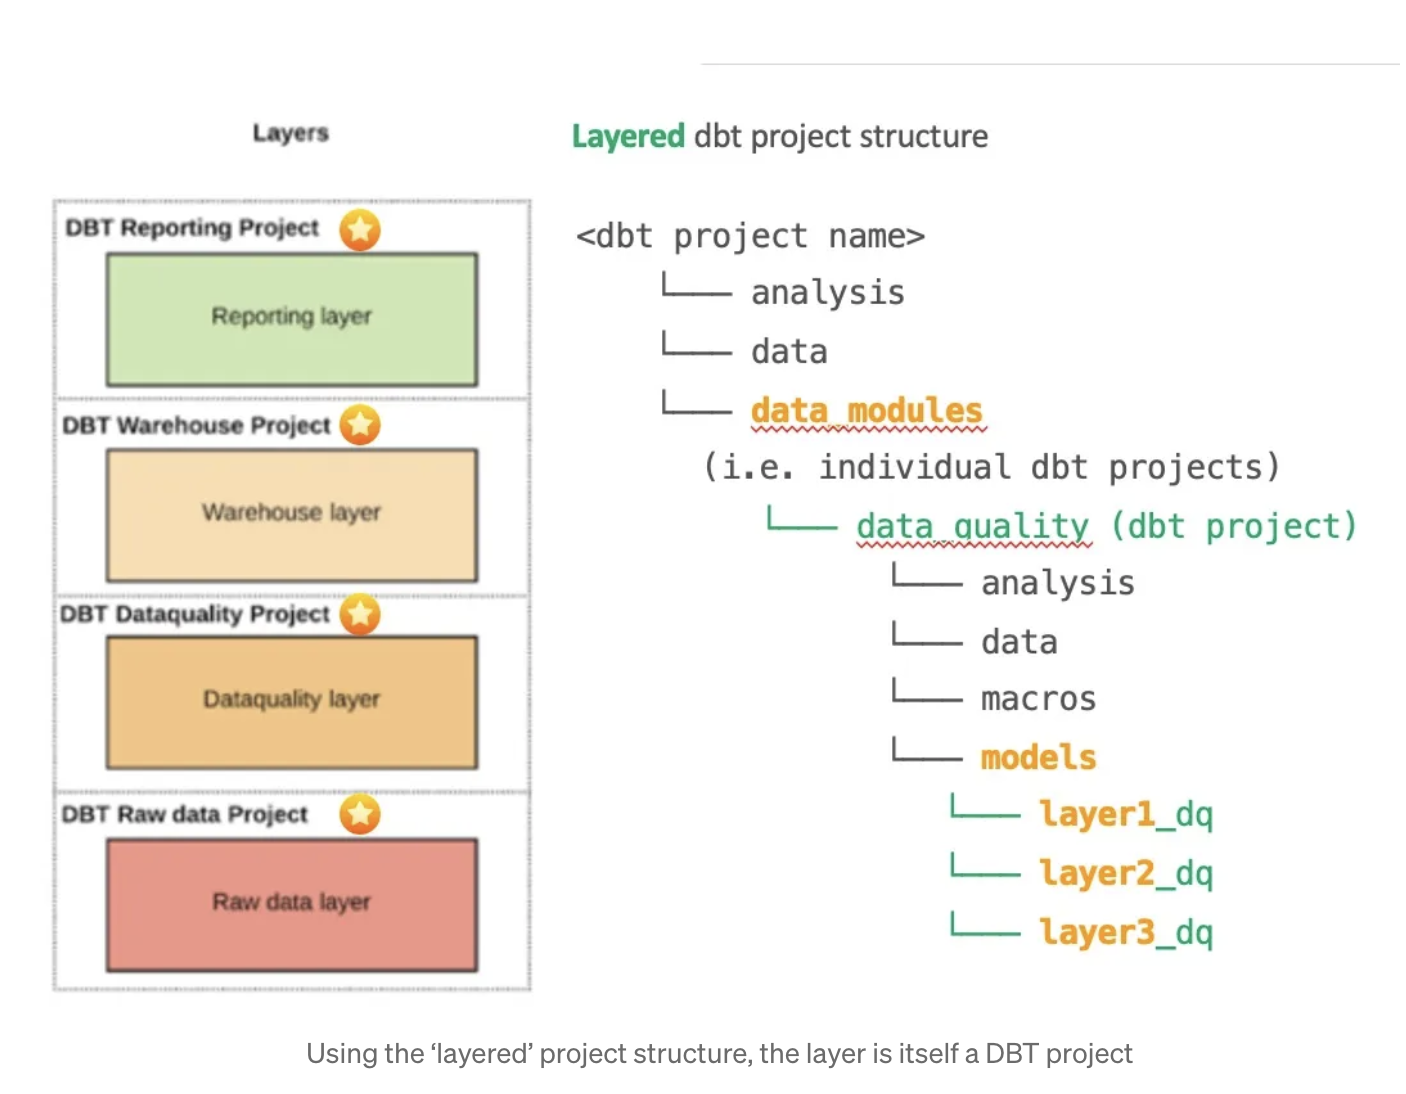 Layers
DBT Reporting Project
Reporting layer
DBT Warehouse Project
Warehouse layer
DBT Dataquality Project
Dataquality layer
DBT Raw data Project
Raw data layer
Layered dbt project structure
<dbt project name>
└── analysis
└── data
└── data_modules
(i.e. individual dbt projects)
└── data_quality (dbt project)
└── analysis
└── data
└── macros
└── models
└── layer1_dq
└── layer2_dq
└── layer3_dq
Using the ‘layered’ project structure, the layer is itself a DBT project